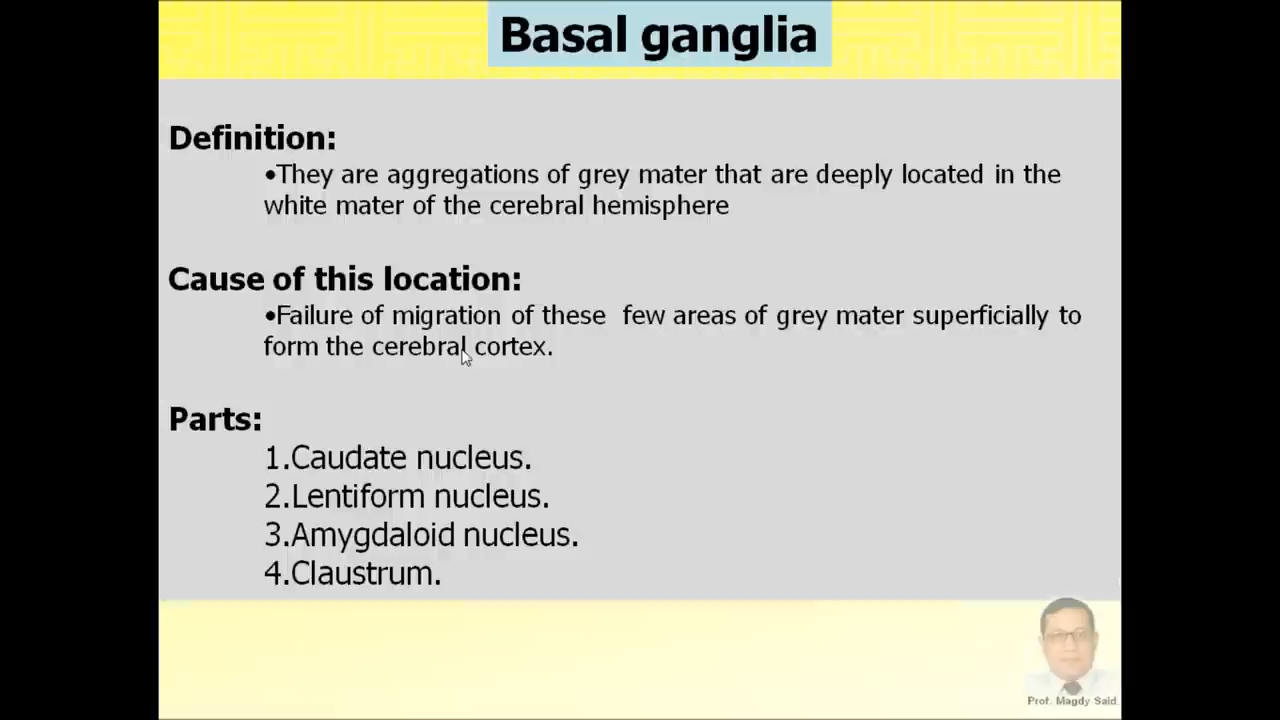 Basal ganglia
Definition:
•They are aggregations of grey mater that are deeply located in the
white mater of the cerebral hemisphere
Cause of this location:
•Failure of migration of these few areas of grey mater superficially to
form the cerebral cortex.
Parts:
1.Caudate nucleus.
2.Lentiform nucleus.
3.Amygdaloid nucleus.
4.Claustrum.
Prof. Magdy Said